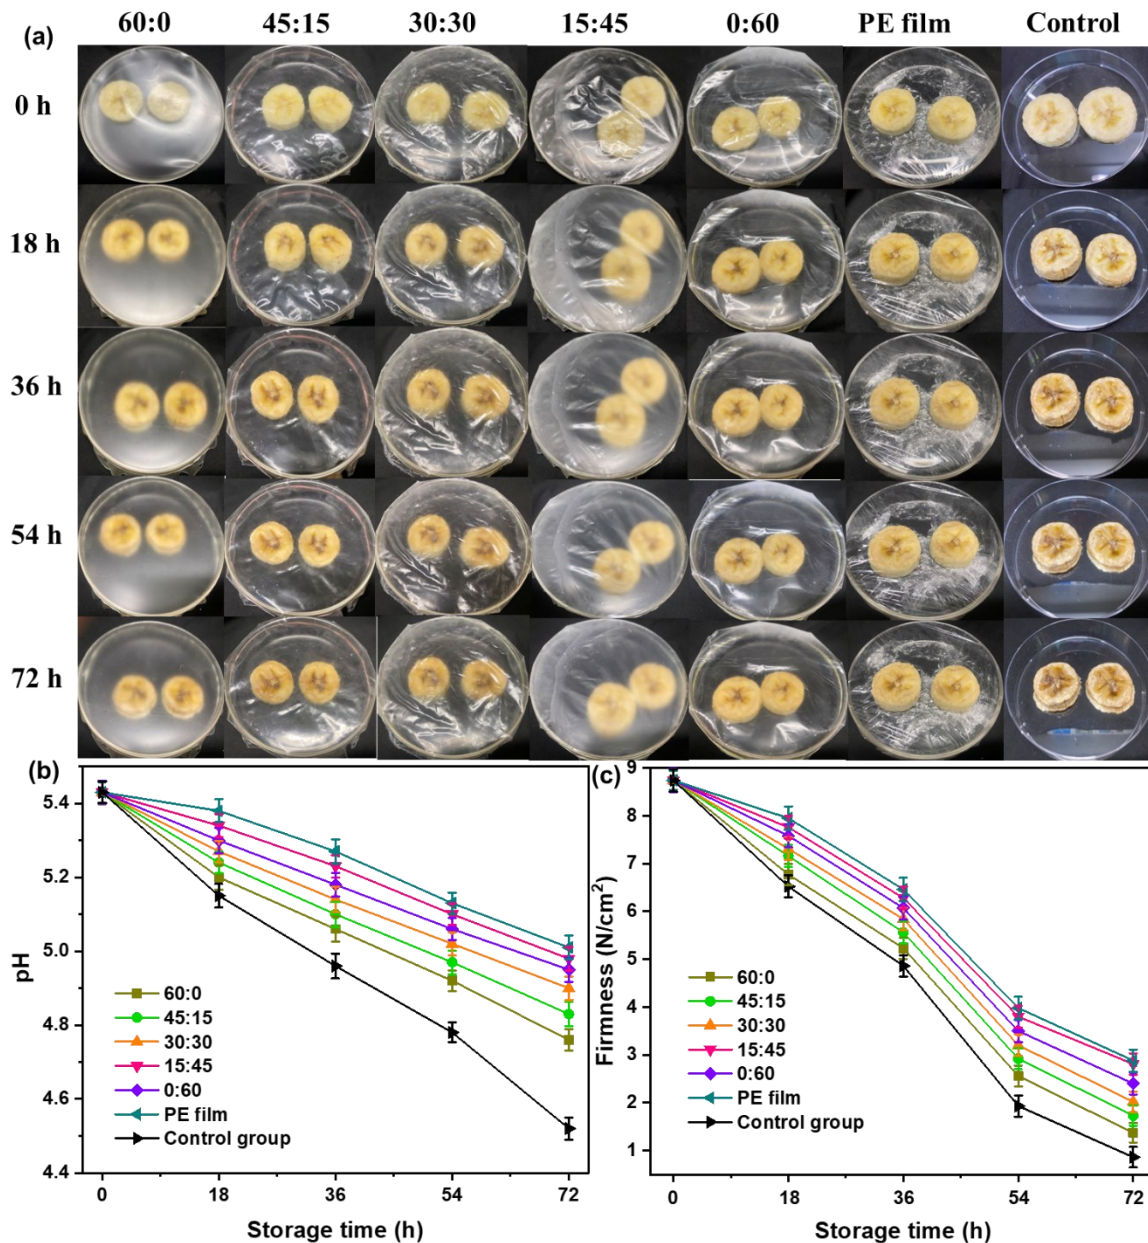 (a) 60:0 45:15 30:30 15:45 0:60 PE film Control
0 h
18 h
36 h
54 h
72 h
(b)
pH
5.4
5.2
5.0
4.8
4.6
4.4
60:0
45:15
30:30
15:45
0:60
PE film
Control group
0 18 36 54 72
Storage time (h)
(c)
Firmness (N/cm²)
9
8
7
6
5
4
3
2
1
60:0
45:15
30:30
15:45
0:60
PE film
Control group
0 18 36 54 72
Storage time (h)